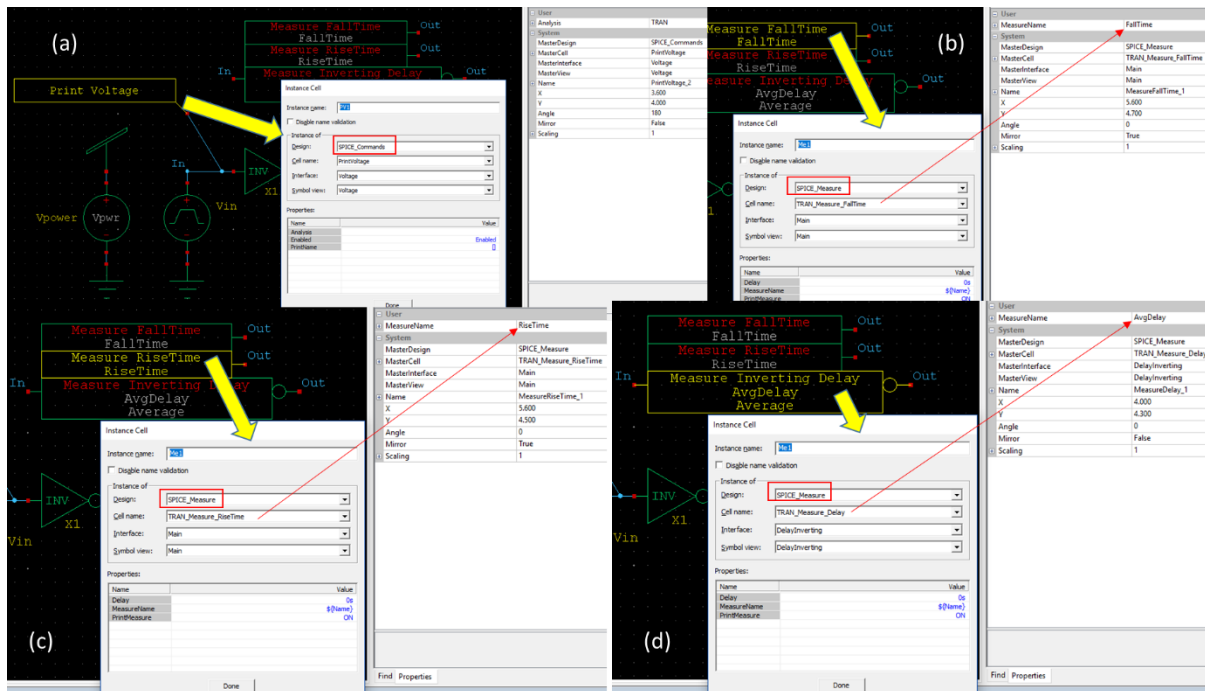 (a)
Measure FallTime
FallTime
Out
Measure RiseTime
RiseTime
Out
In
Measure Inverting Delay
Out
Print Voltage
In
INV
X1
Vpower
Vpwr
Vin
Instance Cell
Instance name:
Disable name validation
Instance of
Design:
SPICE_Commands
Cell name:
PrintVoltage
Interface:
Voltage
Symbol view:
Voltage
Properties:
Name Value
Analysis
Enabled Enabled
PrintName []
Done
User
Analysis TRAN
System
MasterDesign SPICE_Commands
MasterCell PrintVoltage
MasterInterface Voltage
MasterView Voltage
Name PrintVoltage_2
X 3.600
Y 4.000
Angle 180
Mirror False
Scaling 1
(b)
Measure FallTime
FallTime
Out
Measure RiseTime
RiseTime
Out
Measure Inverting Delay
AvgDelay
Average
Out
Instance Cell
Instance name: Me1
Disable name validation
Instance of
Design: SPICE_Measure
Cell name: TRAN_Measure_FallTime
Interface: Main
Symbol view: Main
Properties:
Name Value
Delay 0s
MeasureName ${Name}
PrintMeasure ON
User
MeasureName FallTime
System
MasterDesign SPICE_Measure
MasterCell TRAN_Measure_FallTime
MasterInterface Main
MasterView Main
Name MeasureFallTime_1
X 5.600
Y 4.700
Angle 0
Mirror True
Scaling 1
(c)
Measure FallTime
FallTime
Out
Measure RiseTime
RiseTime
Out
In
Measure Inverting Delay
AvgDelay
Average
Out
INV
X1
Vin
Instance Cell
Instance name: Me1
Disable name validation
Instance of
Design: SPICE_Measure
Cell name: TRAN_Measure_RiseTime
Interface: Main
Symbol view: Main
Properties:
Name Value
Delay 0s
MeasureName ${Name}
PrintMeasure ON
Done
User
MeasureName RiseTime
System
MasterDesign SPICE_Measure
MasterCell TRAN_Measure_RiseTime
MasterInterface Main
MasterView Main
Name MeasureRiseTime_1
X 5.600
Y 4.500
Angle 0
Mirror True
Scaling 1
Find Properties
(d)
Measure FallTime
FallTime
Out
Measure RiseTime
RiseTime
Out
In
Measure Inverting Delay
AvgDelay
Average
Out
INV
X1
Vin
Instance Cell
Instance name: Me1
Disable name validation
Instance of
Design: SPICE_Measure
Cell name: TRAN_Measure_Delay
Interface: DelayInverting
Symbol view: DelayInverting
Properties:
Name Value
Delay 0s
MeasureName ${Name}
PrintMeasure ON
Done
User
MeasureName AvgDelay
System
MasterDesign SPICE_Measure
MasterCell TRAN_Measure_Delay
MasterInterface DelayInverting
MasterView DelayInverting
Name MeasureDelay_1
X 4.000
Y 4.300
Angle 0
Mirror False
Scaling 1
Find Properties